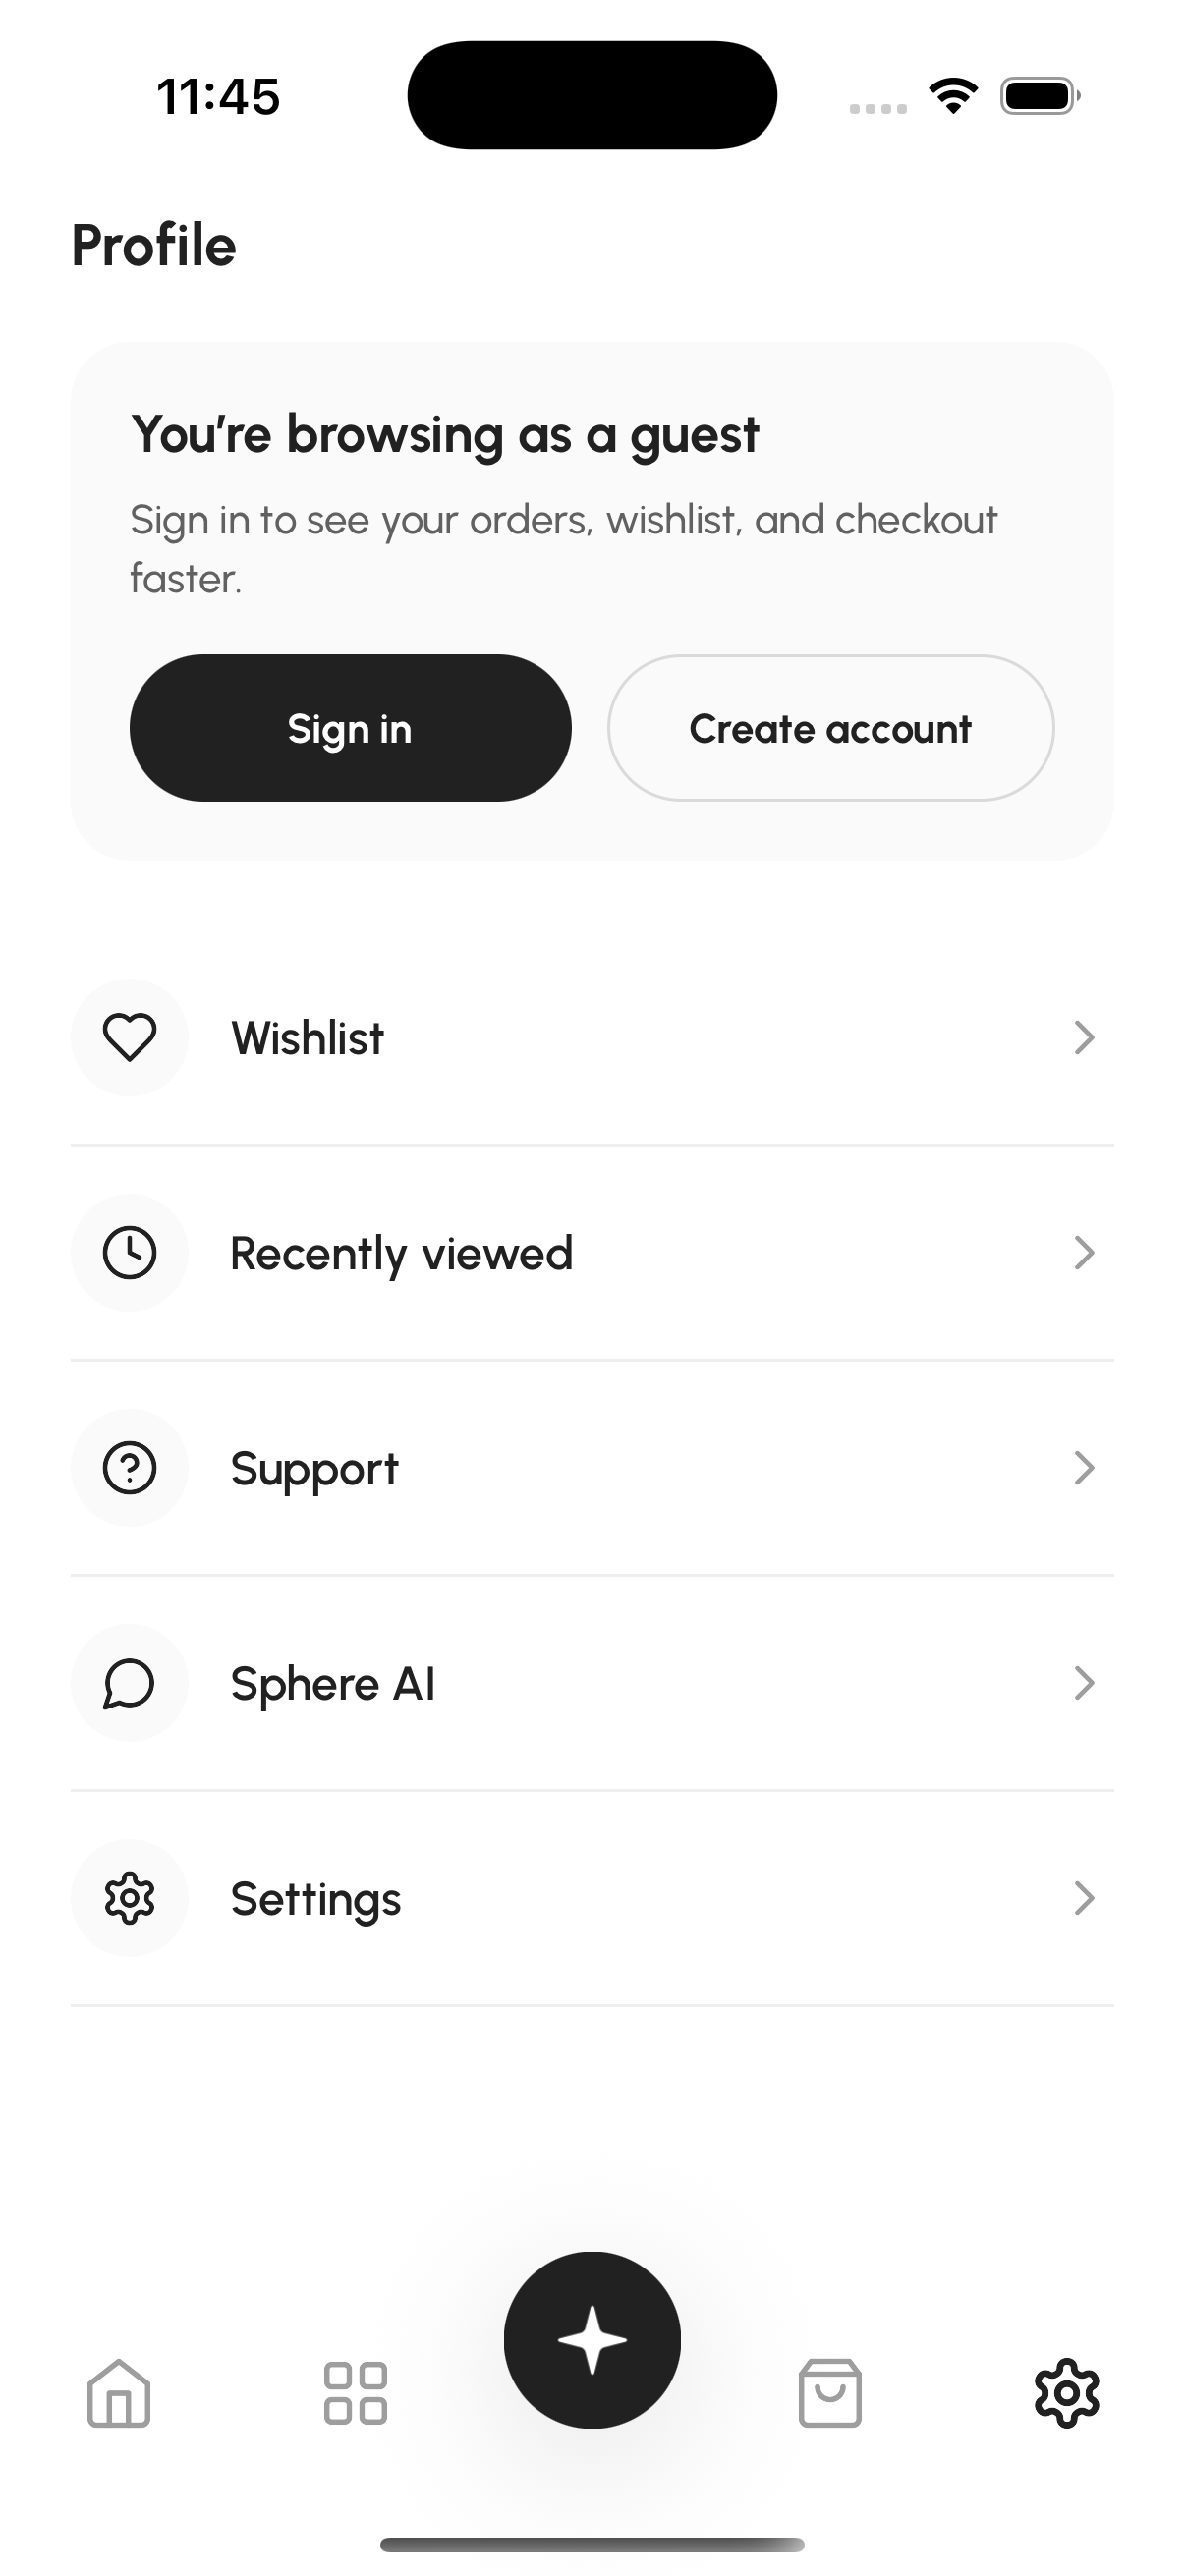 11:45
Profile
You’re browsing as a guest
Sign in to see your orders, wishlist, and checkout
faster.
Sign in
Create account
Wishlist
Recently viewed
Support
Sphere AI
Settings